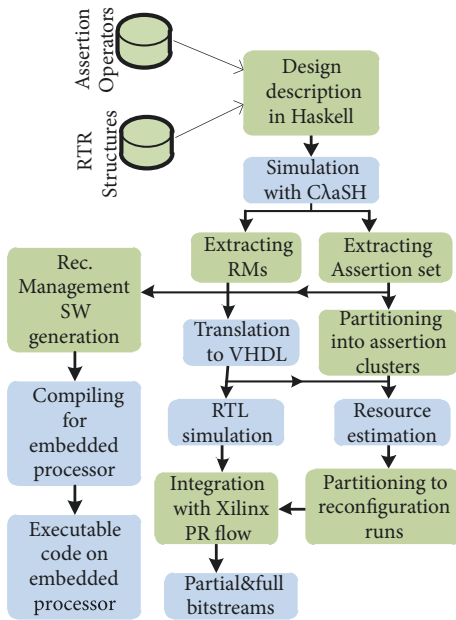 Assertion
Operators
RTR
Structures
Design
description
in Haskell
Simulation
with CλaSH
Extracting
RMs
Extracting
Assertion set
Rec.
Management
SW
generation
Translation
to VHDL
Partitioning
into assertion
clusters
Compiling
for
embedded
processor
RTL
simulation
Resource
estimation
Integration
with Xilinx
PR flow
Partitioning to
reconfiguration
runs
Executable
code on
embedded
processor
Partial&full
bitstreams